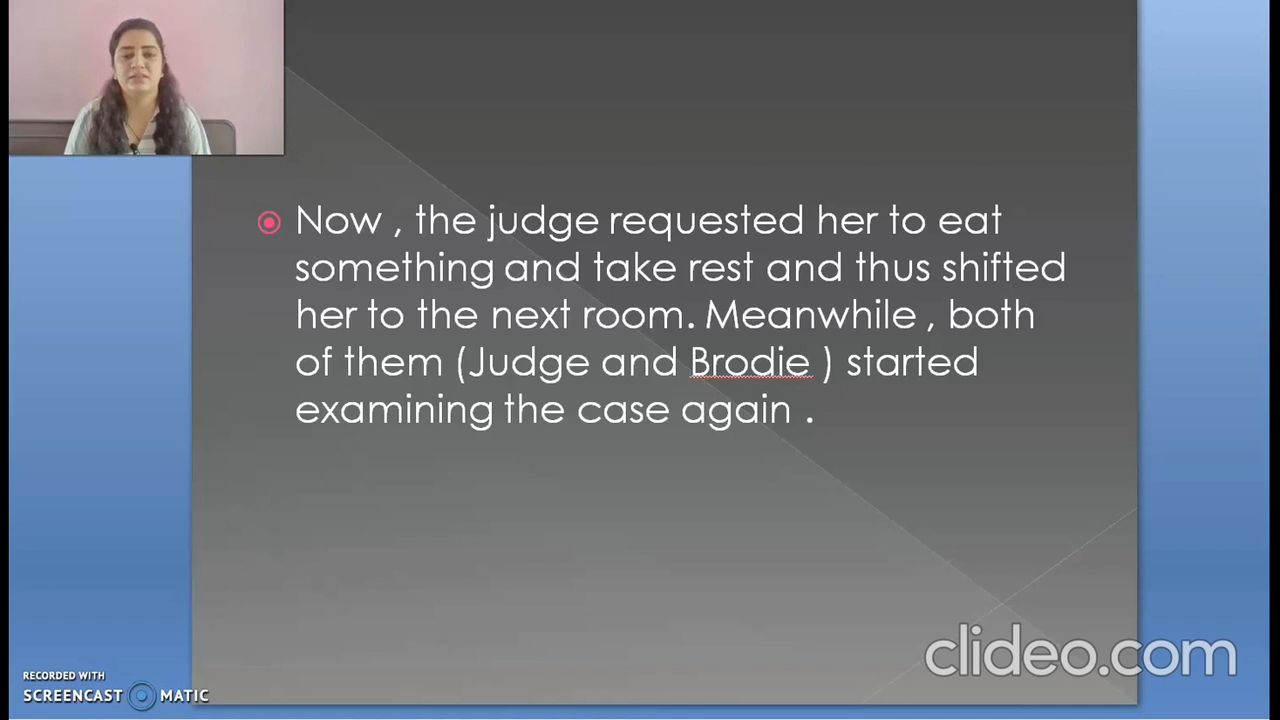 Now , the judge requested her to eat
something and take rest and thus shifted
her to the next room. Meanwhile , both
of them (Judge and Brodie ) started
examining the case again .
clideo.com
RECORDED WITH
SCREENCAST MATIC